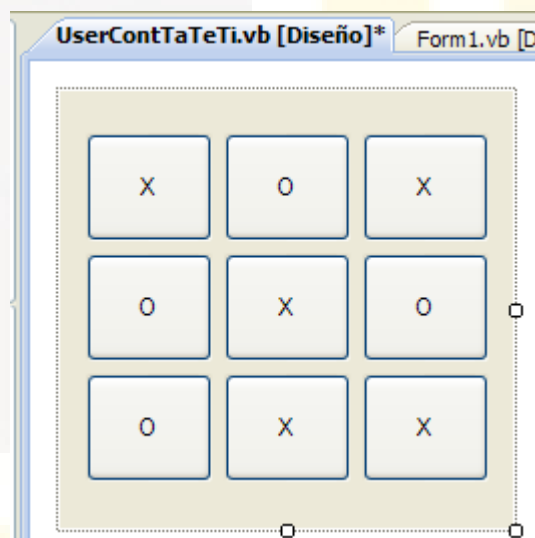 UserContTaTeTi.vb [Diseño]* Form1.vb [D
X O X
O X O
O X X